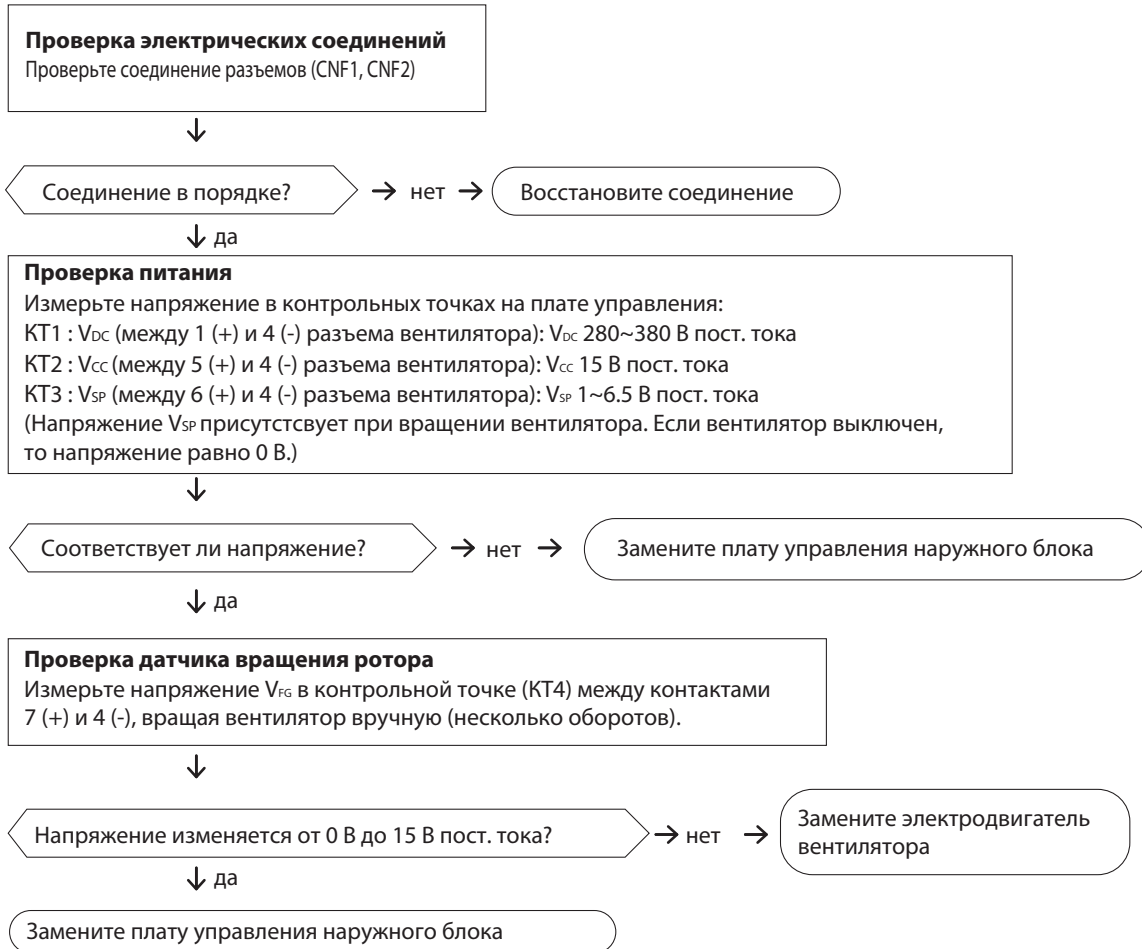 Проверка электрических соединений
Проверьте соединение разъемов (CNF1, CNF2)
Соединение в порядке?
нет
Восстановите соединение
да
Проверка питания
Измерьте напряжение в контрольных точках на плате управления:
КТ1 : VDC (между 1 (+) и 4 (-) разъема вентилятора): VDC 280~380 В пост. тока
КТ2 : VCC (между 5 (+) и 4 (-) разъема вентилятора): VCC 15 В пост. тока
КТ3 : VSP (между 6 (+) и 4 (-) разъема вентилятора): VSP 1~6.5 В пост. тока
(Напряжение VSP присутстсвует при вращении вентилятора. Если вентилятор выключен,
то напряжение равно 0 В.)
Соответствует ли напряжение?
нет
Замените плату управления наружного блока
да
Проверка датчика вращения ротора
Измерьте напряжение VFG в контрольной точке (КТ4) между контактами
7 (+) и 4 (-), вращая вентилятор вручную (несколько оборотов).
Напряжение изменяется от 0 В до 15 В пост. тока?
нет
Замените электродвигатель
вентилятора
да
Замените плату управления наружного блока